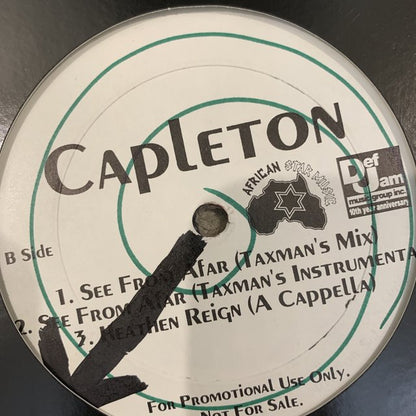 Capleton
AFRICAN STAR MUSIC
Def
Jam
music group inc.
10th year anniversary
B Side
1. See From Afar (Taxman's Mix)
2. See From Afar (Taxman's Instrumenta
3. Heathen Reign (A Cappella)
For Promotional Use Only.
Not For Sale.